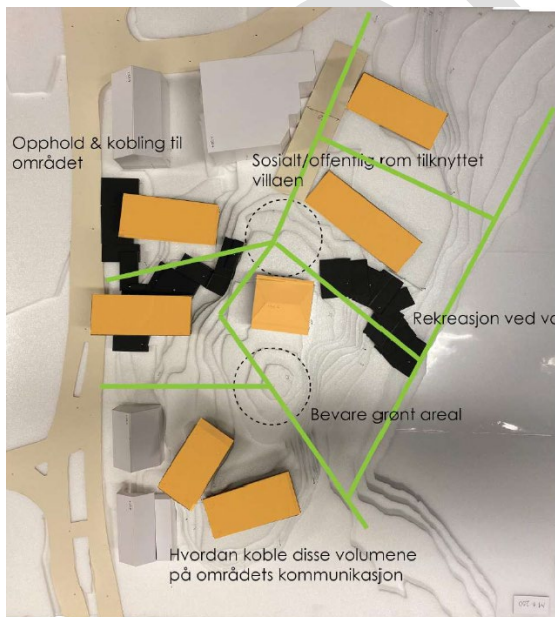 Opphold & kobling til
området
Sosialt/offentlig rom tilknyttet
villaen
Rekreasjon ved
Bevare grønt areal
Hvordan koble disse volumene
på områdets kommunikasjon